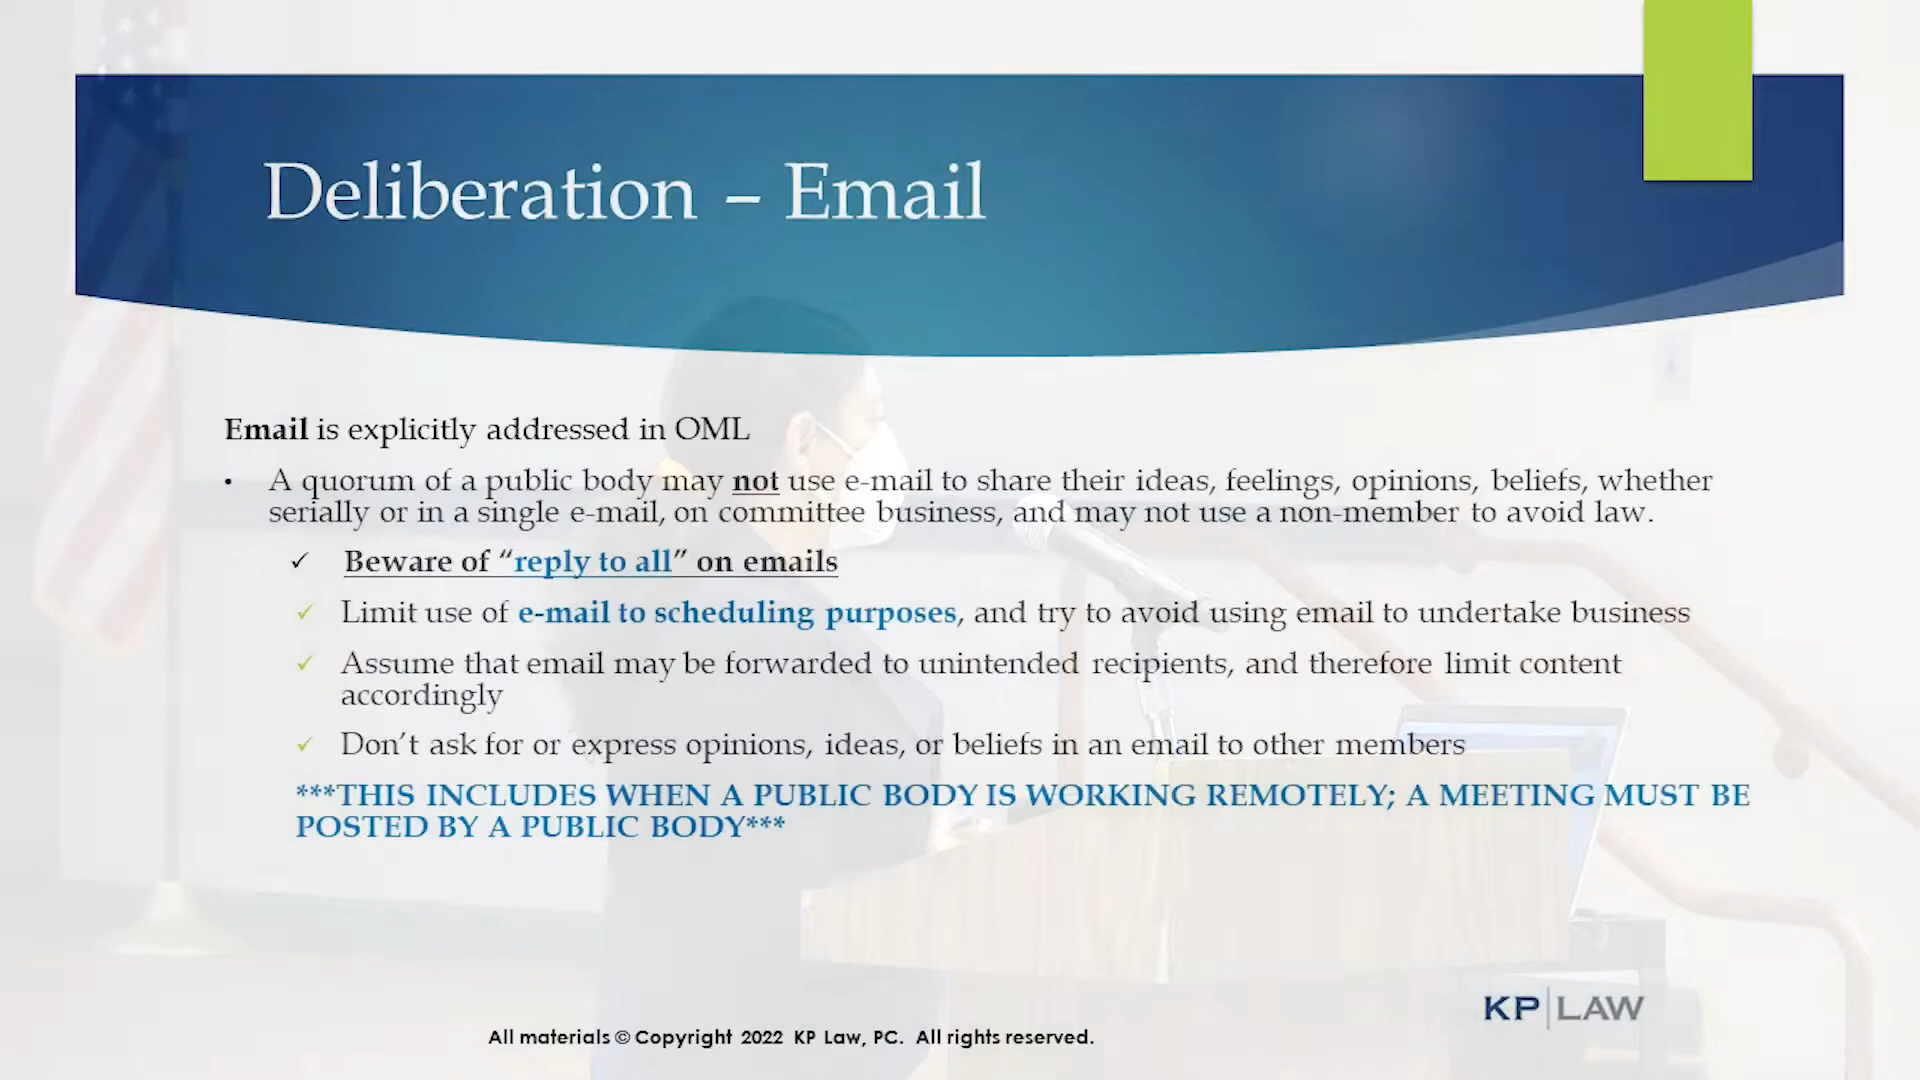 Deliberation – Email
Email is explicitly addressed in OML
• A quorum of a public body may not use e-mail to share their ideas, feelings, opinions, beliefs, whether
serially or in a single e-mail, on committee business, and may not use a non-member to avoid law.
✓ Beware of “reply to all” on emails
✓ Limit use of e-mail to scheduling purposes, and try to avoid using email to undertake business
✓ Assume that email may be forwarded to unintended recipients, and therefore limit content
accordingly
✓ Don’t ask for or express opinions, ideas, or beliefs in an email to other members
***THIS INCLUDES WHEN A PUBLIC BODY IS WORKING REMOTELY; A MEETING MUST BE
POSTED BY A PUBLIC BODY***
KP|LAW
All materials © Copyright 2022 KP Law, PC. All rights reserved.